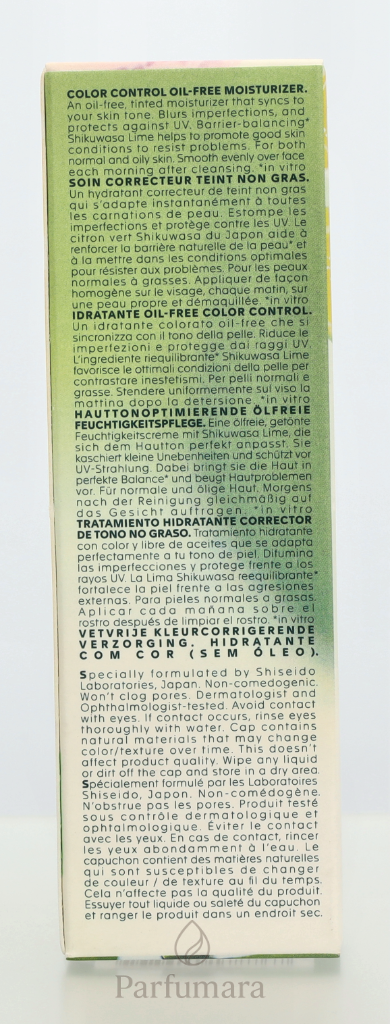 COLOR CONTROL OIL-FREE MOISTURIZER.
An oil-free, tinted moisturizer that syncs to
your skin tone. Blurs imperfections, and
protects against UV. Barrier-balancing*
Shikuwasa Lime helps to promote good skin
conditions to resist problems. For both
normal and oily skin. Smooth evenly over face
each morning after cleansing. *in vitro
SOIN CORRECTEUR TEINT NON GRAS.
Un hydratant correcteur de teint non gras
qui s'adapte instantanément à toutes
les carnations de peau. Estompe les
imperfections et protège contre les UV. Le
citron vert Shikuwasa du Japon aide à
renforcer la barrière naturelle de la peau* et
à la mettre dans les conditions optimales
pour résister aux problèmes. Pour les peaux
normales à grasses. Appliquer de façon
homogène sur le visage, chaque matin, sur
une peau propre et démaquillée. *in vitro
IDRATANTE OIL-FREE COLOR CONTROL.
Un idratante colorato oil-free che si
sincronizza con il tono della pelle. Riduce le
imperfezioni e protegge dai raggi UV.
L'ingrediente riequilibrante* Shikuwasa Lime
favorisce le ottimali condizioni della pelle per
contrastare inestetismi. Per pelli normali e
grasse. Stendere uniformemente sul viso la
mattina dopo la detersione. *in vitro
HAUTTONOPTIMIERENDE ÖLFREIE
FEUCHTIGKEITSPFLEGE. Eine ölfreie, getönte
Feuchtigkeitscreme mit Shikuwasa Lime, die
sich dem Hautton perfekt anpasst. Sie
kaschiert kleine Unebenheiten und schützt vor
UV-Strahlung. Dabei bringt sie die Haut in
perfekte Balance* und beugt Hautproblemen
vor. Für normale und ölige Haut. Morgens
nach der Reinigung gleichmäßig auf
das Gesicht auftragen. *in vitro
TRATAMIENTO HIDRATANTE CORRECTOR
DE TONO NO GRASO. Tratamiento hidratante
con color y libre de aceites que se adapta
perfectamente a tu tono de piel. Difumina
las imperfecciones y protege frente a los
rayos UV. La Lima Shikuwasa reequilibrante*
fortalece la piel frente a las agresiones
externas. Para pieles normales a grasas.
Aplicar cada mañana sobre el
rostro después de limpiar el rostro. *in vitro
VETVRIJE KLEURCORRIGERENDE
VERZORGING. HIDRATANTE
COM COR (SEM ÓLEO).
Specially formulated by Shiseido
Laboratories, Japan. Non-comedogenic.
Won't clog pores. Dermatologist and
Ophthalmologist-tested. Avoid contact
with eyes. If contact occurs, rinse eyes
thoroughly with water. Cap contains
natural materials that may change
color/texture over time. This doesn't
affect product quality. Wipe any liquid
or dirt off the cap and store in a dry area.
Spécialement formulé par les Laboratoires
Shiseido, Japon. Non-comédogène.
N'obstrue pas les pores. Produit testé
sous contrôle dermatologique et
ophtalmologique. Éviter le contact
avec les yeux. En cas de contact, rincer
les yeux abondamment à l'eau. Le
capuchon contient des matières naturelles
qui sont susceptibles de changer
de couleur / de texture au fil du temps.
Cela n'affecte pas la qualité du produit.
Essuyer tout liquide ou saleté du capuchon
et ranger le produit dans un endroit sec.
Parfumara